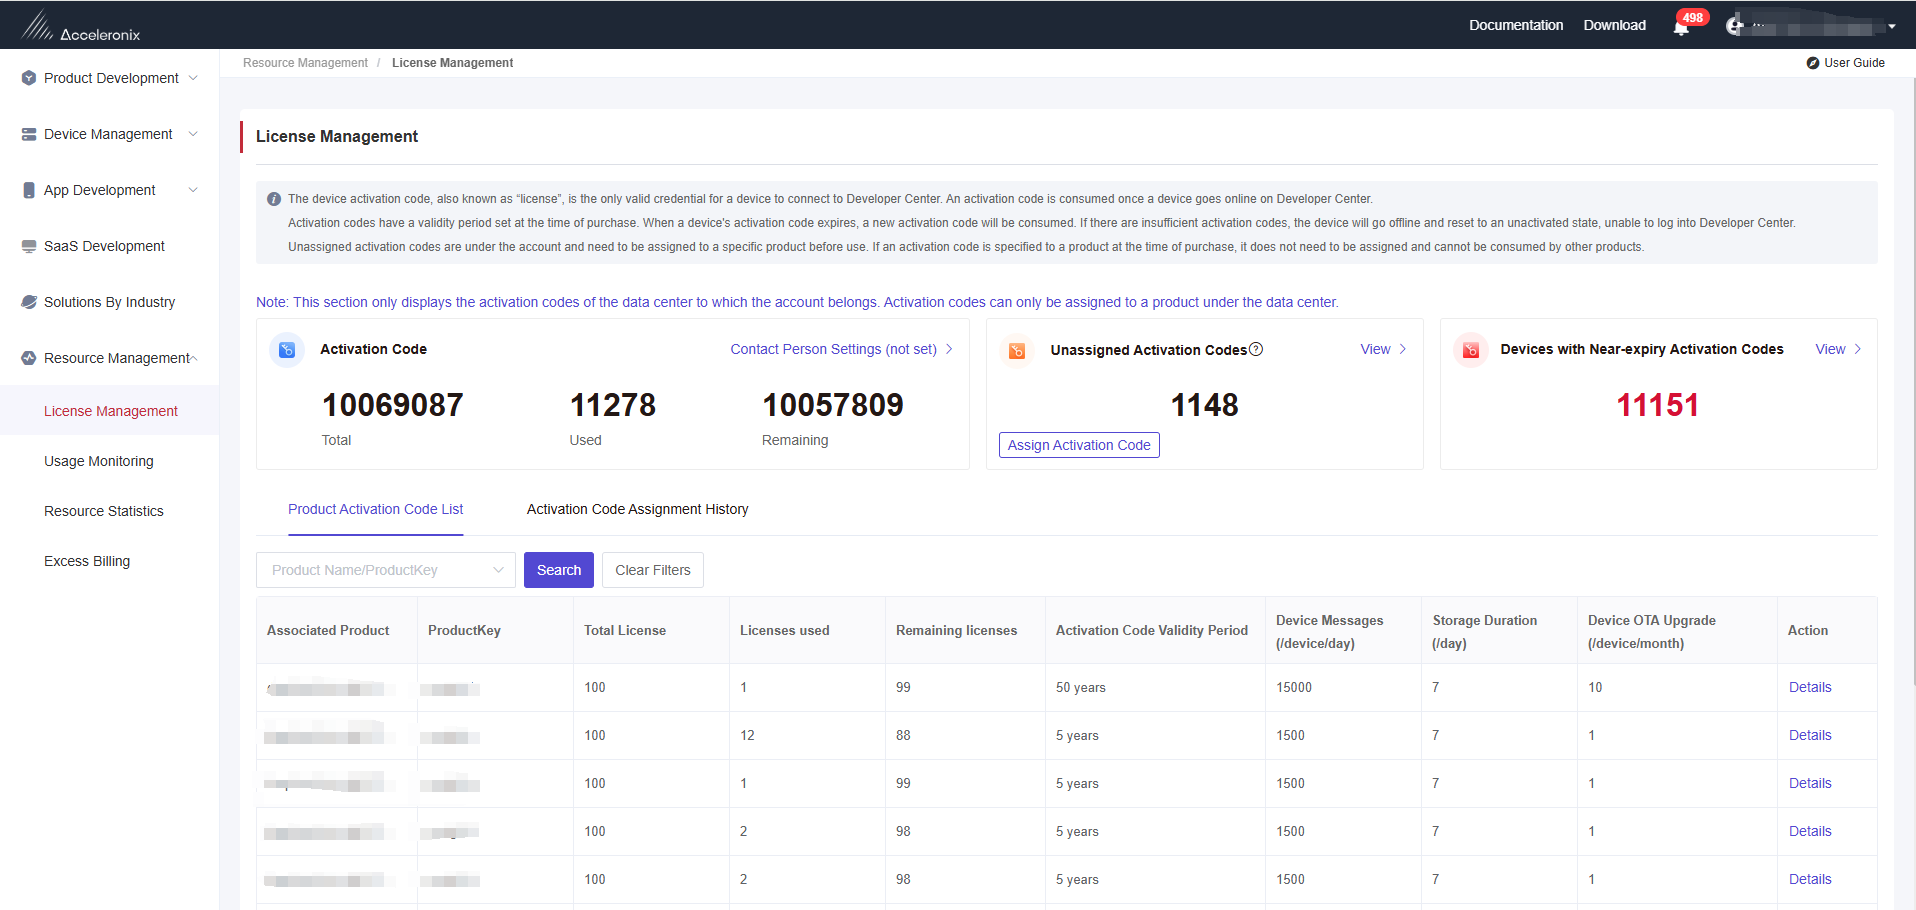 Acceleronix
Documentation
Download
498
Product Development
Device Management
App Development
SaaS Development
Solutions By Industry
Resource Management
License Management
Usage Monitoring
Resource Statistics
Excess Billing
Resource Management / License Management
User Guide
License Management
The device activation code, also known as “license”, is the only valid credential for a device to connect to Developer Center. An activation code is consumed once a device goes online on Developer Center.
Activation codes have a validity period set at the time of purchase. When a device's activation code expires, a new activation code will be consumed. If there are insufficient activation codes, the device will go offline and reset to an unactivated state, unable to log into Developer Center.
Unassigned activation codes are under the account and need to be assigned to a specific product before use. If an activation code is specified to a product at the time of purchase, it does not need to be assigned and cannot be consumed by other products.
Note: This section only displays the activation codes of the data center to which the account belongs. Activation codes can only be assigned to a product under the data center.
Activation Code
Contact Person Settings (not set)
10069087 11278 10057809
Total Used Remaining
Unassigned Activation Codes
View
1148
Assign Activation Code
Devices with Near-expiry Activation Codes
View
11151
Product Activation Code List
Activation Code Assignment History
Product Name/ProductKey
Search
Clear Filters
Associated Product ProductKey Total License Licenses used Remaining licenses Activation Code Validity Period Device Messages (/device/day) Storage Duration (/day) Device OTA Upgrade (/device/month) Action
100 1 99 50 years 15000 7 10 Details
100 12 88 5 years 1500 7 1 Details
100 1 99 5 years 1500 7 1 Details
100 2 98 5 years 1500 7 1 Details
100 2 98 5 years 1500 7 1 Details